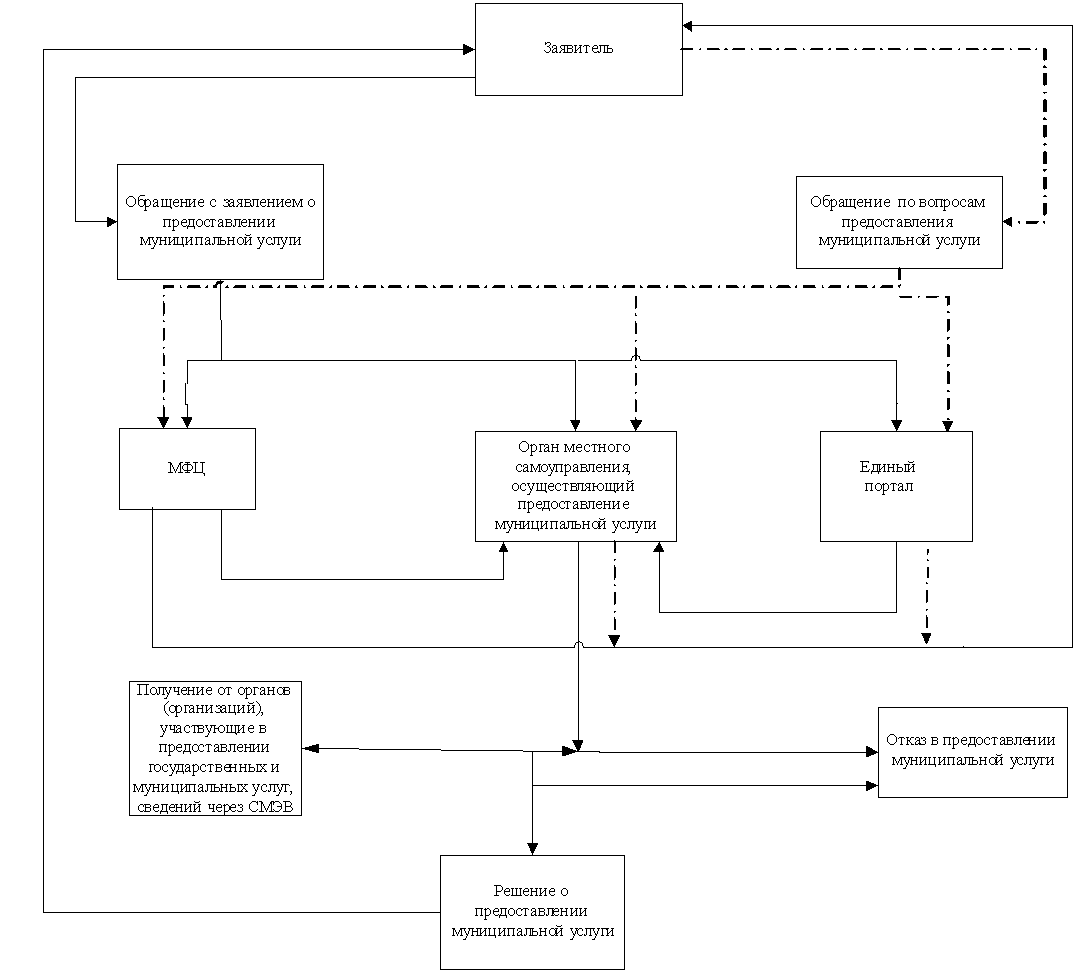 Заявитель
Обращение с заявлением о
предоставлении
муниципальной услуги
Обращение по вопросам
предоставления
муниципальной услуги
МФЦ
Орган местного
самоуправления,
осуществляющий
предоставление
муниципальной услуги
Единый
портал
Получение от органов
(организаций),
участвующие в
предоставлении
государственных и
муниципальных услуг,
сведений через СМЭВ
Отказ в предоставлении
муниципальной услуги
Решение о
предоставлении
муниципальной услуги